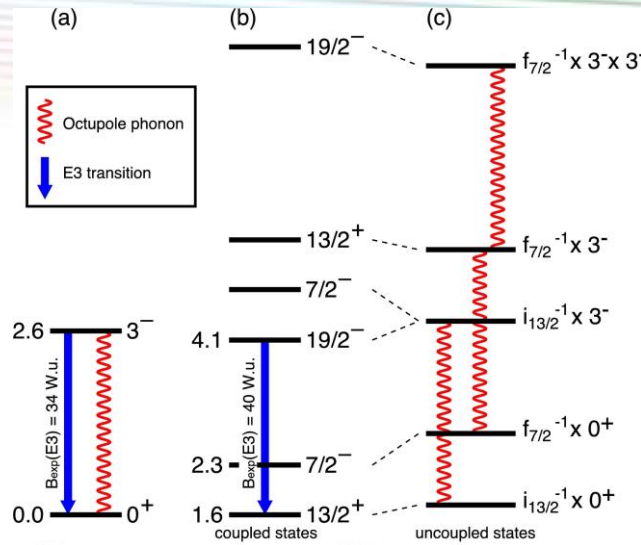 (a) (b) (c)
19/2⁻ f₇/₂⁻¹ x 3⁻ x 3⁻
Octupole phonon
E3 transition
13/2⁺ f₇/₂⁻¹ x 3⁻
7/2⁻
2.6 3⁻ i₁₃/₂⁻¹ x 3⁻
4.1 19/2⁻
Bexp(E3) = 34 W.u.
Bexp(E3) = 40 W.u.
f₇/₂⁻¹ x 0⁺
2.3 7/2⁻
0.0 0⁺ 1.6 13/2⁺ i₁₃/₂⁻¹ x 0⁺
coupled states uncoupled states